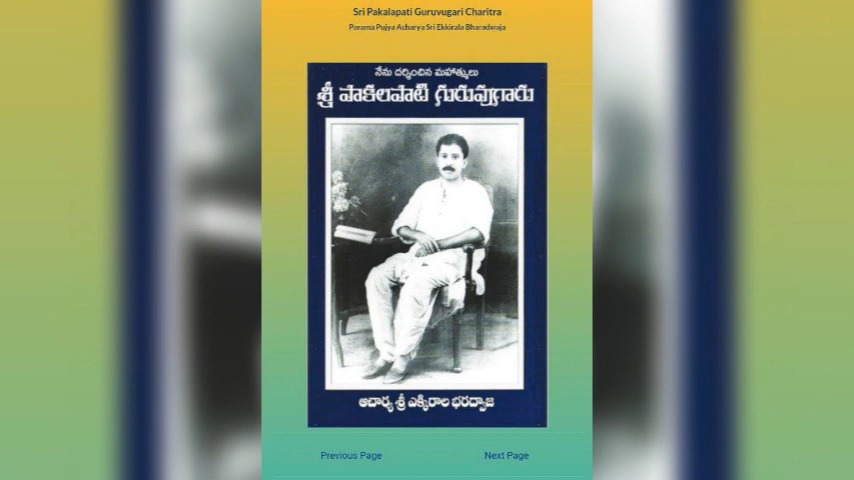 Sri Pakalapati Guruvugari Charitra
Parama Pujya Acharya Sri Ekkirala Bharadwaja
నేను దర్శించిన మహాత్ములు
శ్రీ పాకలపాటి గురువుగారు
ఆచార్య శ్రీ ఎక్కిరాల భరద్వాజ
Previous Page
Next Page